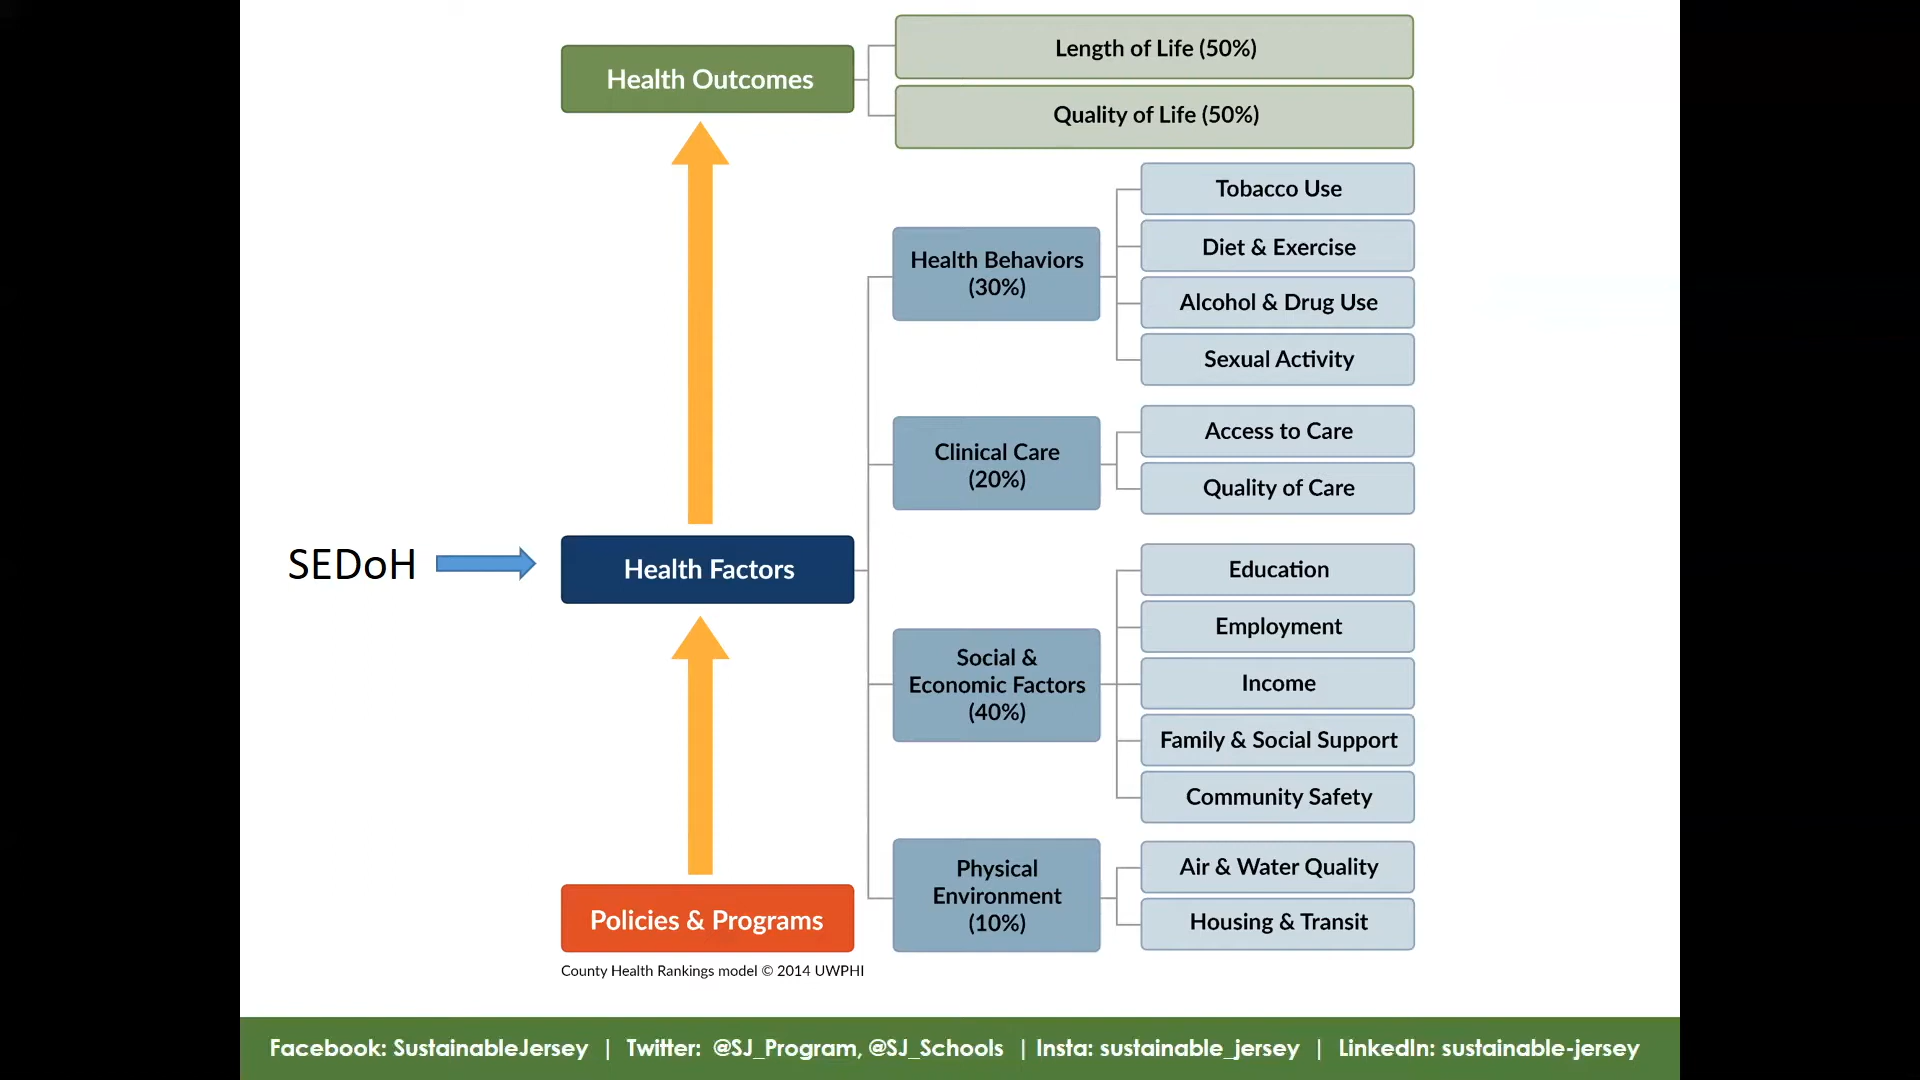 Health Outcomes
Length of Life (50%)
Quality of Life (50%)
Health Behaviors
(30%)
Tobacco Use
Diet & Exercise
Alcohol & Drug Use
Sexual Activity
Clinical Care
(20%)
Access to Care
Quality of Care
SEDoH
Health Factors
Social &
Economic Factors
(40%)
Education
Employment
Income
Family & Social Support
Community Safety
Physical
Environment
(10%)
Air & Water Quality
Housing & Transit
Policies & Programs
County Health Rankings model © 2014 UWPHI
Facebook: SustainableJersey | Twitter: @SJ_Program, @SJ_Schools | Insta: sustainable_jersey | LinkedIn: sustainable-jersey